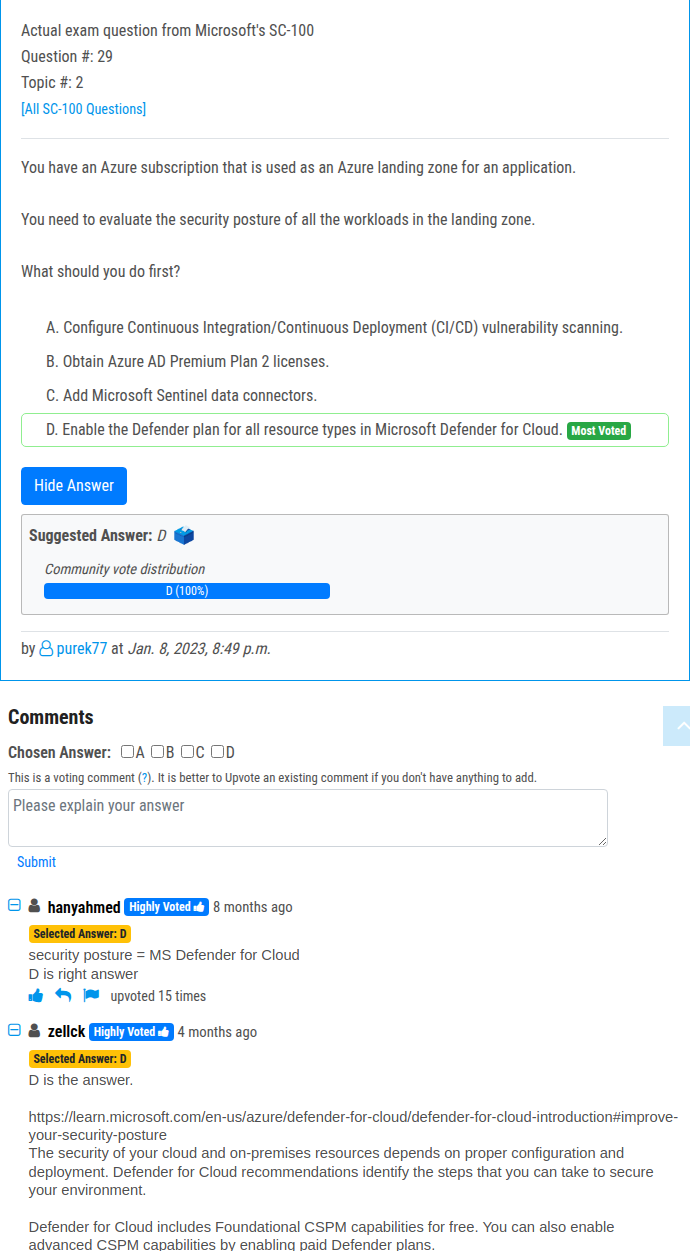 Actual exam question from Microsoft's SC-100
Question #: 29
Topic #: 2
[All SC-100 Questions]
You have an Azure subscription that is used as an Azure landing zone for an application.
You need to evaluate the security posture of all the workloads in the landing zone.
What should you do first?
A. Configure Continuous Integration/Continuous Deployment (CI/CD) vulnerability scanning.
B. Obtain Azure AD Premium Plan 2 licenses.
C. Add Microsoft Sentinel data connectors.
D. Enable the Defender plan for all resource types in Microsoft Defender for Cloud. Most Voted
Hide Answer
Suggested Answer: D
Community vote distribution
D (100%)
by purek77 at Jan. 8, 2023, 8:49 p.m.
Comments
Chosen Answer: A B C D
This is a voting comment (?). It is better to Upvote an existing comment if you don't have anything to add.
Please explain your answer
Submit
hanyahmed Highly Voted 8 months ago
Selected Answer: D
security posture = MS Defender for Cloud
D is right answer
upvoted 15 times
zellck Highly Voted 4 months ago
Selected Answer: D
D is the answer.
https://learn.microsoft.com/en-us/azure/defender-for-cloud/defender-for-cloud-introduction#improve-
your-security-posture
The security of your cloud and on-premises resources depends on proper configuration and
deployment. Defender for Cloud recommendations identify the steps that you can take to secure
your environment.
Defender for Cloud includes Foundational CSPM capabilities for free. You can also enable
advanced CSPM capabilities by enabling paid Defender plans.